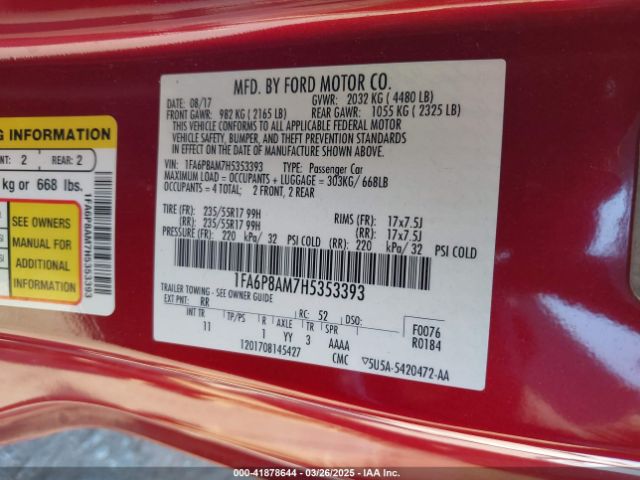 MFD. BY FORD MOTOR CO.
DATE: 08/17 GVWR: 2032 KG ( 4480 LB)
FRONT GAWR: 982 KG ( 2165 LB) REAR GAWR: 1055 KG ( 2325 LB)
THIS VEHICLE CONFORMS TO ALL APPLICABLE FEDERAL MOTOR
VEHICLE SAFETY, BUMPER, AND THEFT PREVENTION STANDARDS
IN EFFECT ON THE DATE OF MANUFACTURE SHOWN ABOVE.
VIN: 1FA6P8AM7H5353393 TYPE: Passenger Car
MAXIMUM LOAD = OCCUPANTS + LUGGAGE = 303KG/ 668LB
OCCUPANTS = 4 TOTAL; 2 FRONT, 2 REAR
TIRE (FR): 235/55R17 99H RIMS (FR): 17x7.5J
(RR): 235/55R17 99H (RR): 17x7.5J
PRESSURE (FR): 220 kPa/ 32 PSI COLD (RR): 220 kPa/ 32 PSI COLD
1FA6P8AM7H5353393
TRAILER TOWING - SEE OWNER GUIDE
EXT PNT: RR RC: 52 DSO: F0076
INT TR TP/PS R AXLE TR SPR R0184
11 1 YY 3 AAAA
1201708145427 CMC 5U5A-5420472-AA
G INFORMATION
NT: 2 REAR: 2
kg or 668 lbs.
SEE OWNERS
MANUAL FOR
ADDITIONAL
INFORMATION
1FA6P8AM7H5353393
000-41878644 / 03/26/2025 - IAA Inc.